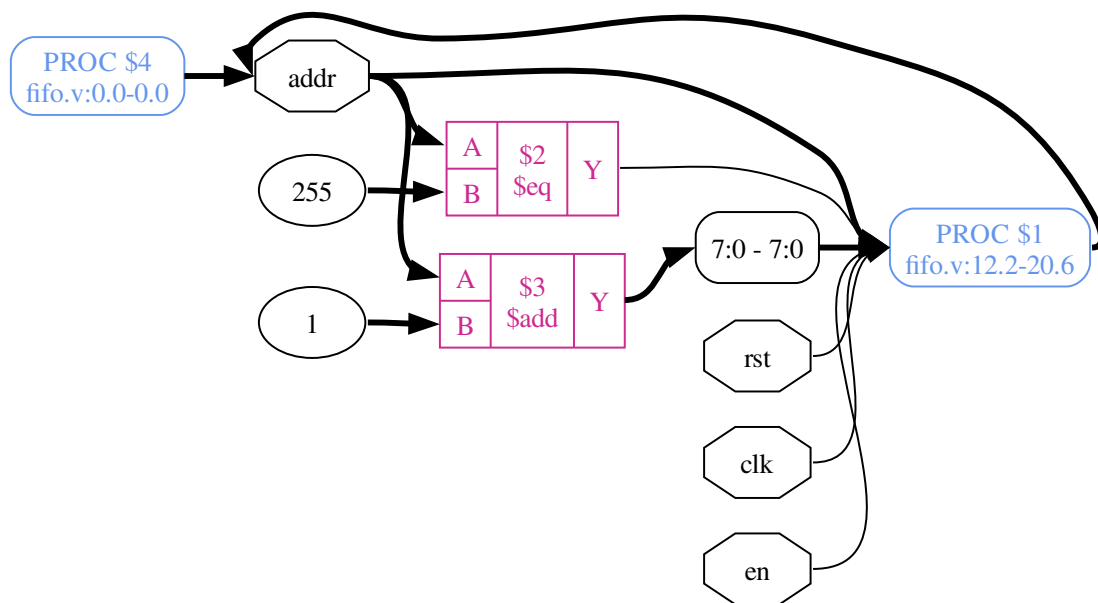 PROC $4
fifo.v:0.0-0.0
addr
255
1
A
B
$2
$eq
Y
A
B
$3
$add
Y
7:0 - 7:0
rst
clk
en
PROC $1
fifo.v:12.2-20.6